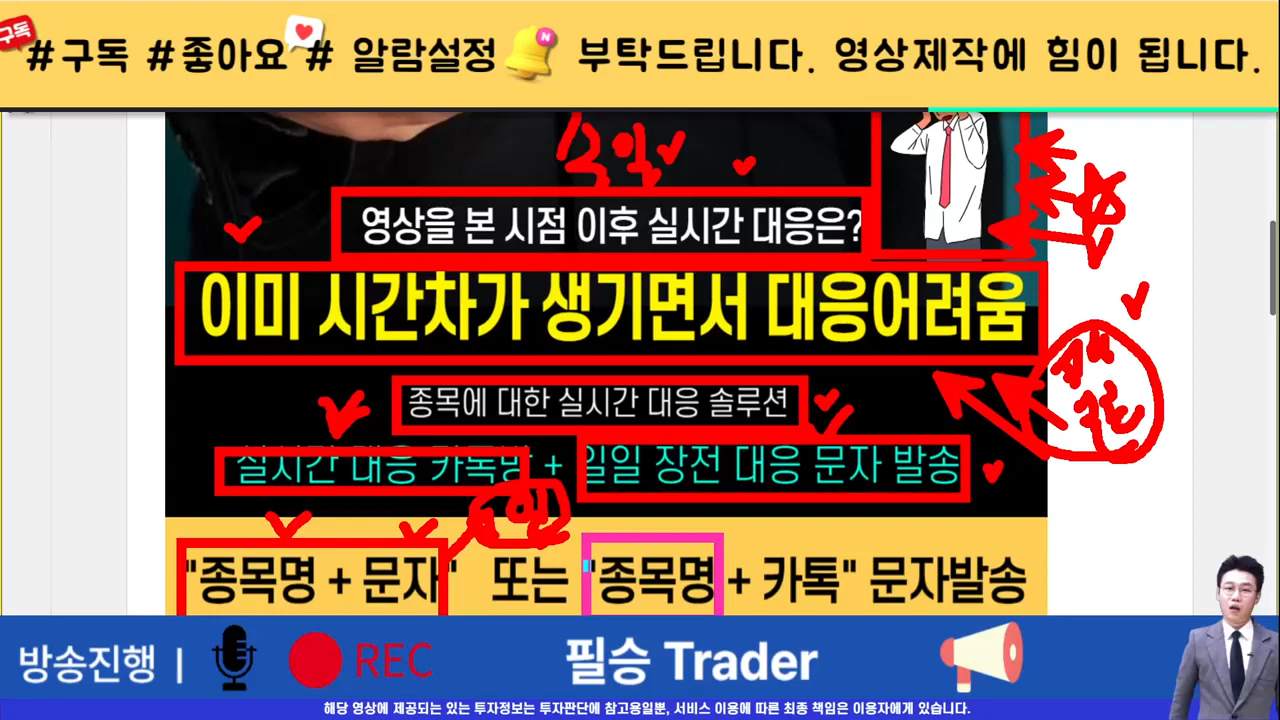 구독
#구독 #좋아요 # 알람설정 N 부탁드립니다. 영상제작에 힘이 됩니다.
영상을 본 시점 이후 실시간 대응은?
이미 시간차가 생기면서 대응어려움
종목에 대한 실시간 대응 솔루션
실시간 대응 카톡방 + 일일 장전 대응 문자 발송
"종목명 + 문자" 또는 "종목명 + 카톡" 문자발송
방송진행 | REC 필승 Trader
해당 영상에 제공되는 있는 투자정보는 투자판단에 참고용일뿐, 서비스 이용에 따른 최종 책임은 이용자에게 있습니다.